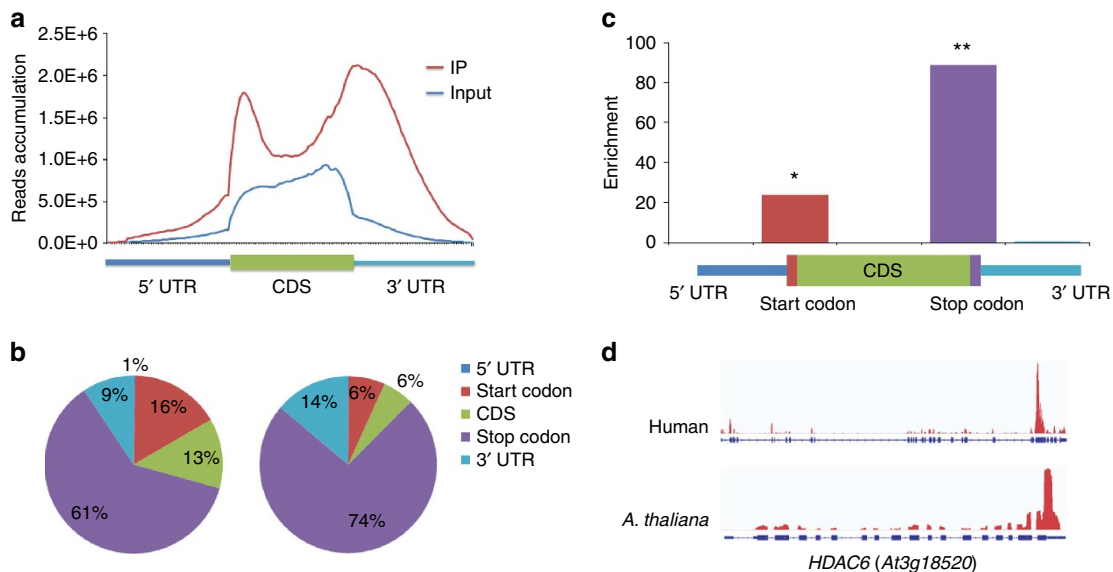 a
2.5E+6
2.0E+6
1.5E+6
1.0E+6
5.0E+5
0.0E+0
Reads accumulation
IP
Input
5′ UTR
CDS
3′ UTR
b
1%
9%
16%
13%
61%
6%
6%
14%
74%
5′ UTR
Start codon
CDS
Stop codon
3′ UTR
c
100
80
60
40
20
0
Enrichment
*
**
CDS
5′ UTR
Start codon
Stop codon
3′ UTR
d
Human
A. thaliana
HDAC6 (At3g18520)